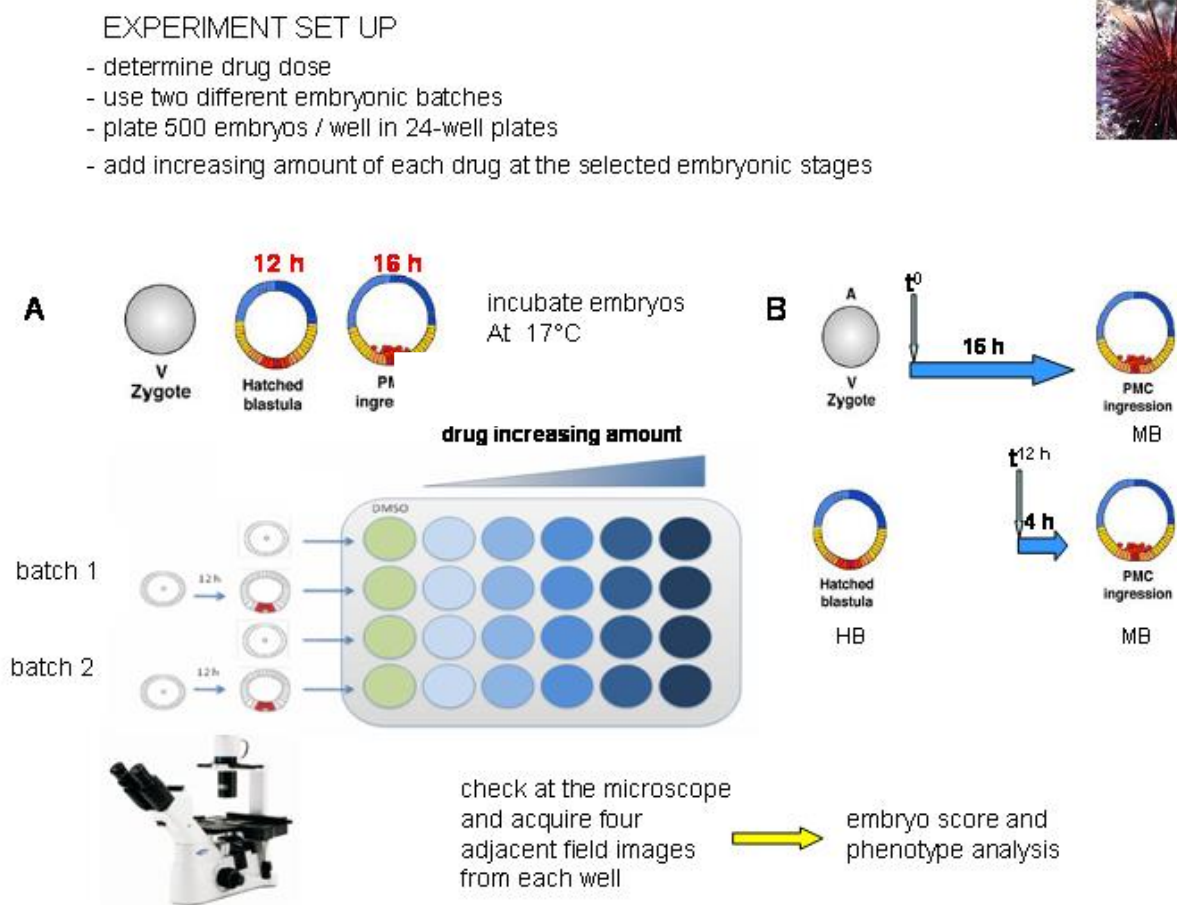 EXPERIMENT SET UP
- determine drug dose
- use two different embryonic batches
- plate 500 embryos / well in 24-well plates
- add increasing amount of each drug at the selected embryonic stages
A
12 h
16 h
V
Zygote
Hatched
blastula
ingre
incubate embryos
At 17°C
B
A
V
Zygote
t0
16 h
PMC
ingression
MB
Hatched
blastula
HB
t12 h
4 h
PMC
ingression
MB
drug increasing amount
DMSO
batch 1
12 h
batch 2
12 h
check at the microscope
and acquire four
adjacent field images
from each well
embryo score and
phenotype analysis